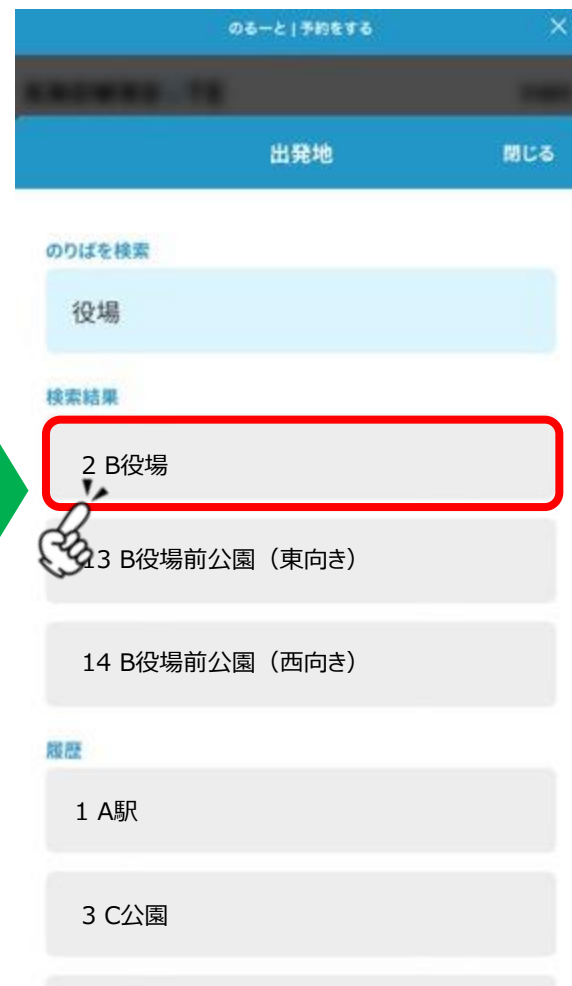 のるーと | 予約をする
出発地
閉じる
のりばを検索
役場
検索結果
2 B役場
13 B役場前公園（東向き）
14 B役場前公園（西向き）
履歴
1 A駅
3 C公園